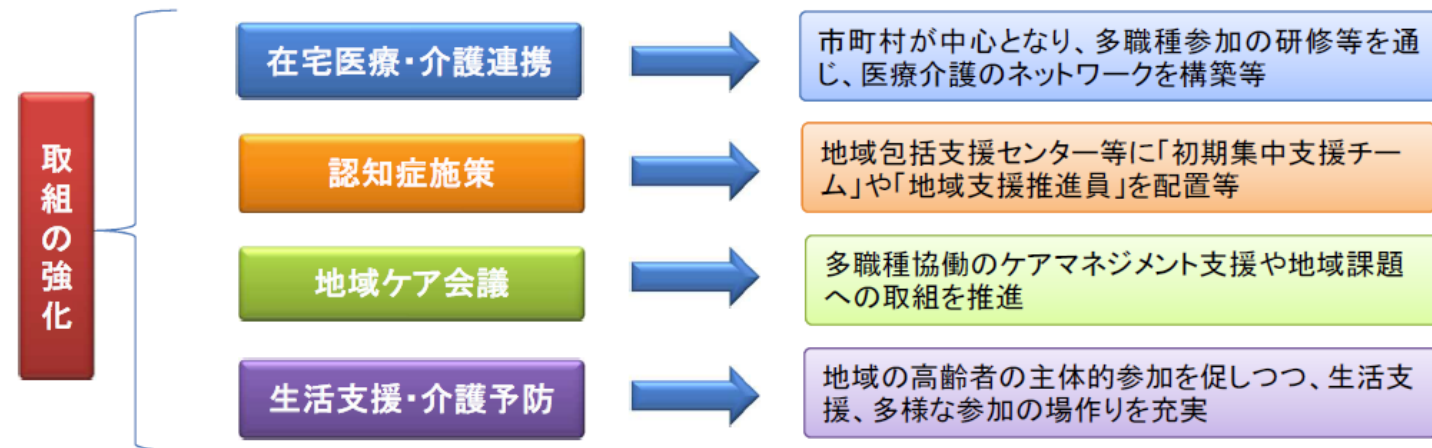 取組の強化
在宅医療・介護連携
市町村が中心となり、多職種参加の研修等を通
じ、医療介護のネットワークを構築等
認知症施策
地域包括支援センター等に「初期集中支援チー
ム」や「地域支援推進員」を配置等
地域ケア会議
多職種協働のケアマネジメント支援や地域課題
への取組を推進
生活支援・介護予防
地域の高齢者の主体的参加を促しつつ、生活支
援、多様な参加の場作りを充実